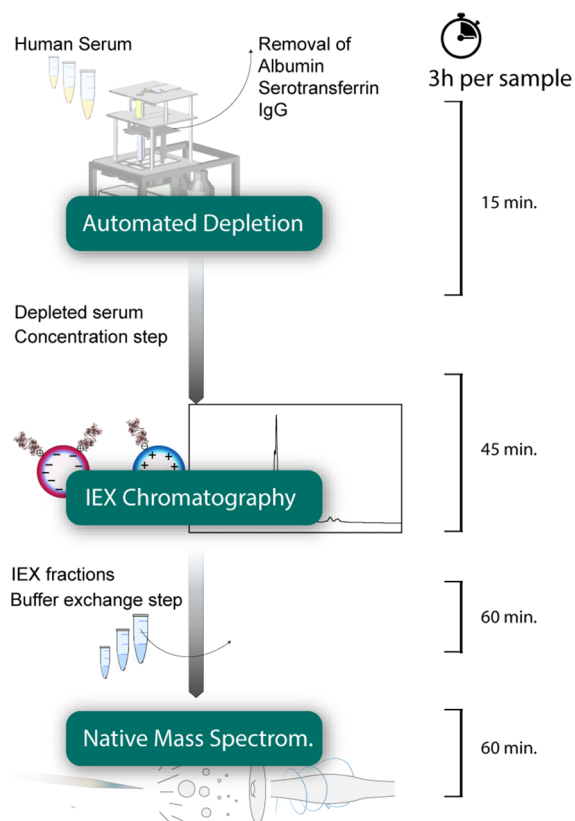 Human Serum
Removal of
Albumin
Serotransferrin
IgG
3h per sample
15 min.
Automated Depletion
Depleted serum
Concentration step
45 min.
IEX Chromatography
IEX fractions
Buffer exchange step
60 min.
Native Mass Spectrom.
60 min.